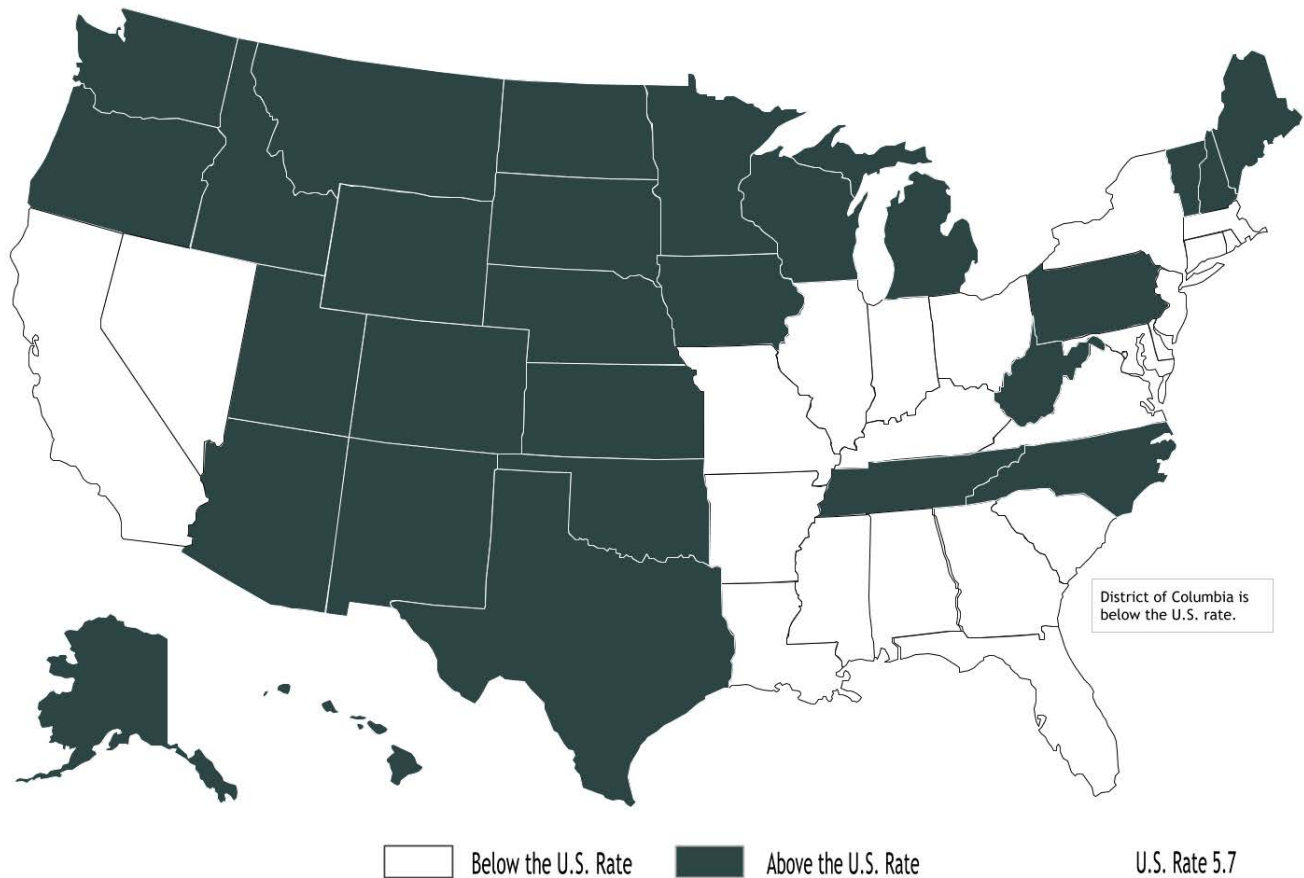 District of Columbia is
below the U.S. rate.
Below the U.S. Rate
Above the U.S. Rate
U.S. Rate 5.7